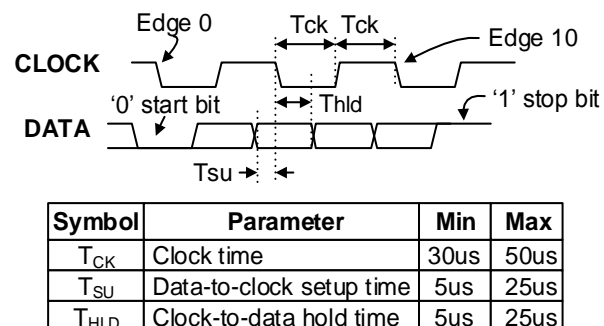 Edge 0
Tck Tck
Edge 10
CLOCK
'0' start bit
Thld
'1' stop bit
DATA
Tsu
Symbol Parameter Min Max
TCK Clock time 30us 50us
TSU Data-to-clock setup time 5us 25us
THLD Clock-to-data hold time 5us 25us